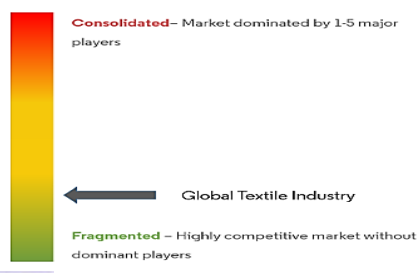 Consolidated– Market dominated by 1-5 major
players
Global Textile Industry
Fragmented – Highly competitive market without
dominant players